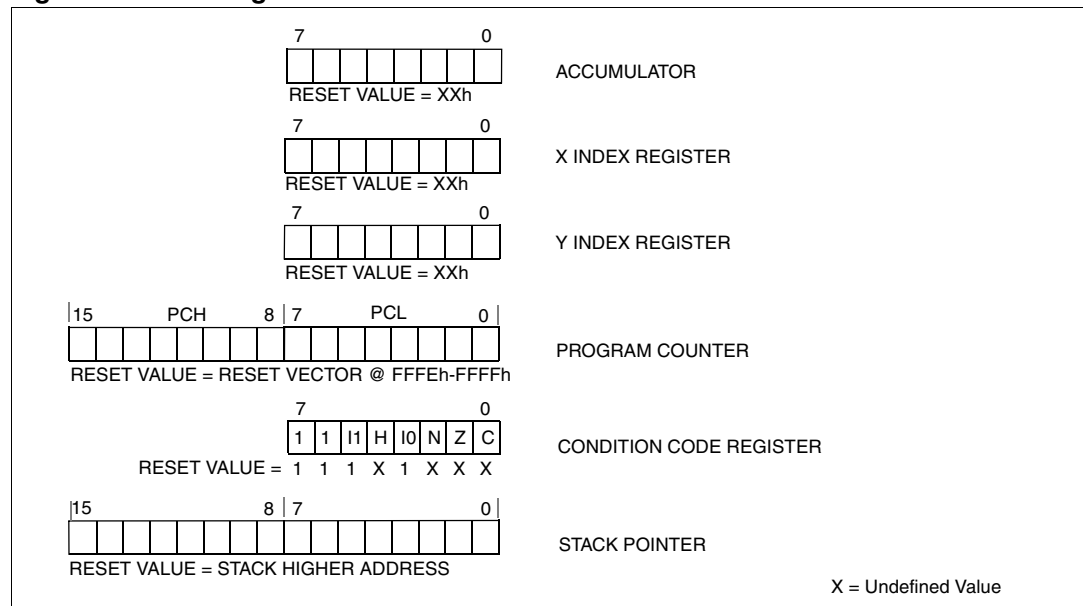 7 0
ACCUMULATOR
RESET VALUE = XXh
7 0
X INDEX REGISTER
RESET VALUE = XXh
7 0
Y INDEX REGISTER
RESET VALUE = XXh
15 PCH 8 7 PCL 0
PROGRAM COUNTER
RESET VALUE = RESET VECTOR @ FFFEh-FFFFh
7 0
1 1 I1 H I0 N Z C
CONDITION CODE REGISTER
RESET VALUE = 1 1 1 X 1 X X X
15 8 7 0
STACK POINTER
RESET VALUE = STACK HIGHER ADDRESS
X = Undefined Value